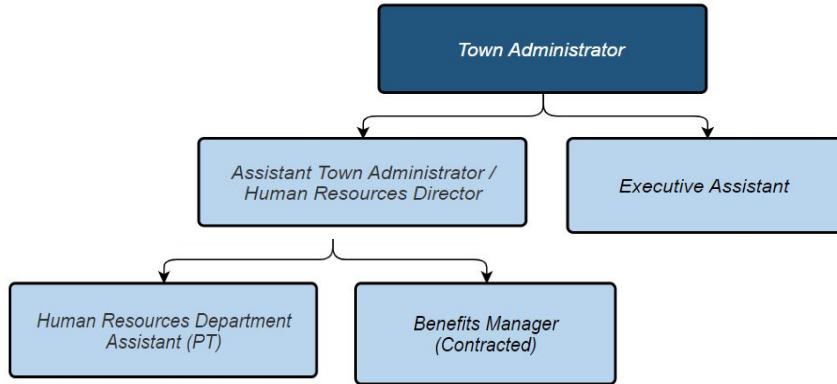 Town Administrator
Assistant Town Administrator /
Human Resources Director
Executive Assistant
Human Resources Department
Assistant (PT)
Benefits Manager
(Contracted)